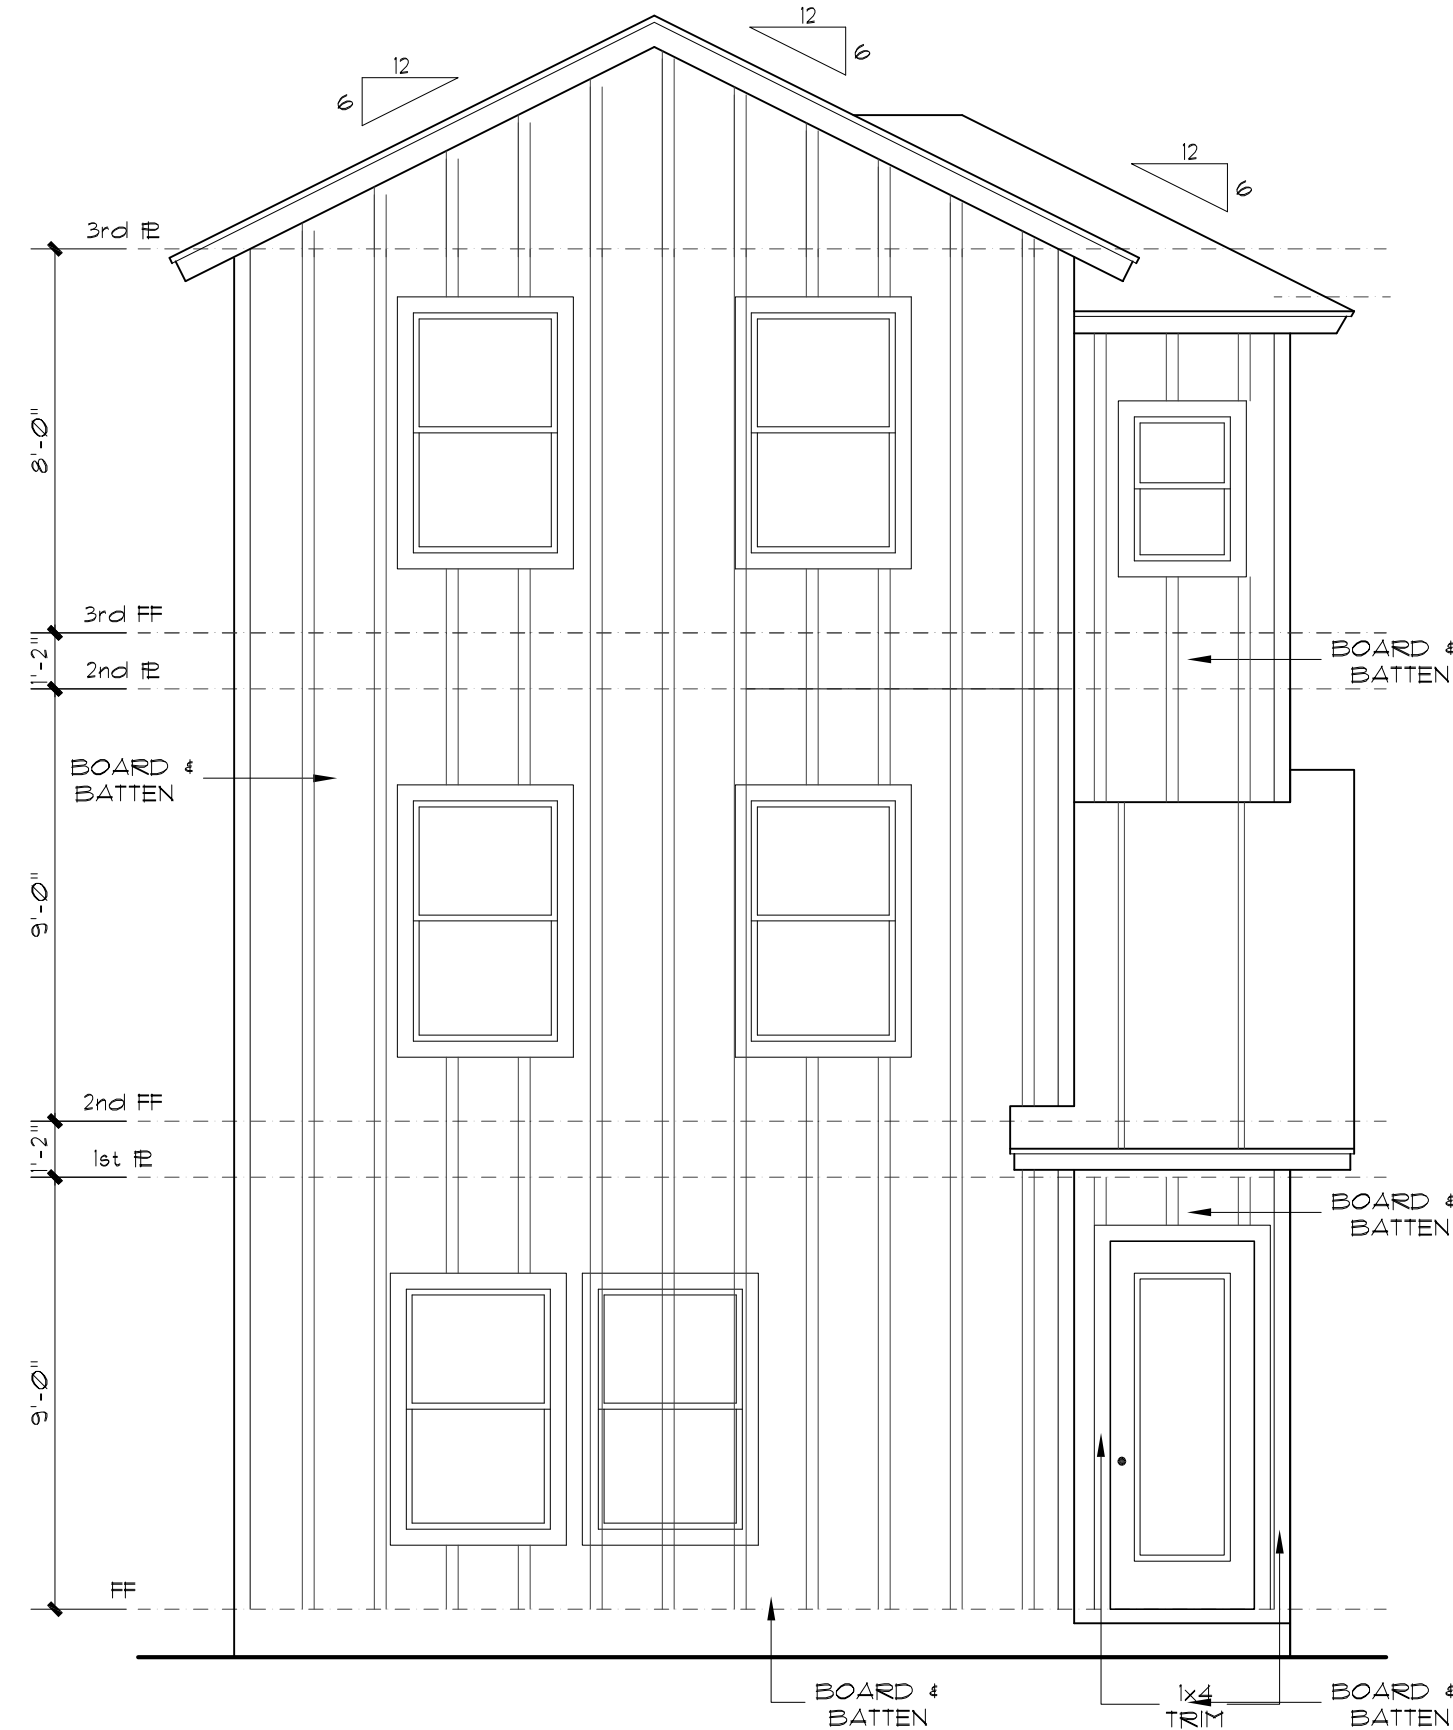 12
6
12
6
12
6
3rd PL
8'-0"
3rd FF
1'-2"
2nd PL
BOARD &
BATTEN
BOARD &
BATTEN
9'-0"
2nd FF
1'-2"
1st PL
BOARD &
BATTEN
9'-0"
FF
BOARD &
BATTEN
1x4
TRIM
BOARD &
BATTEN